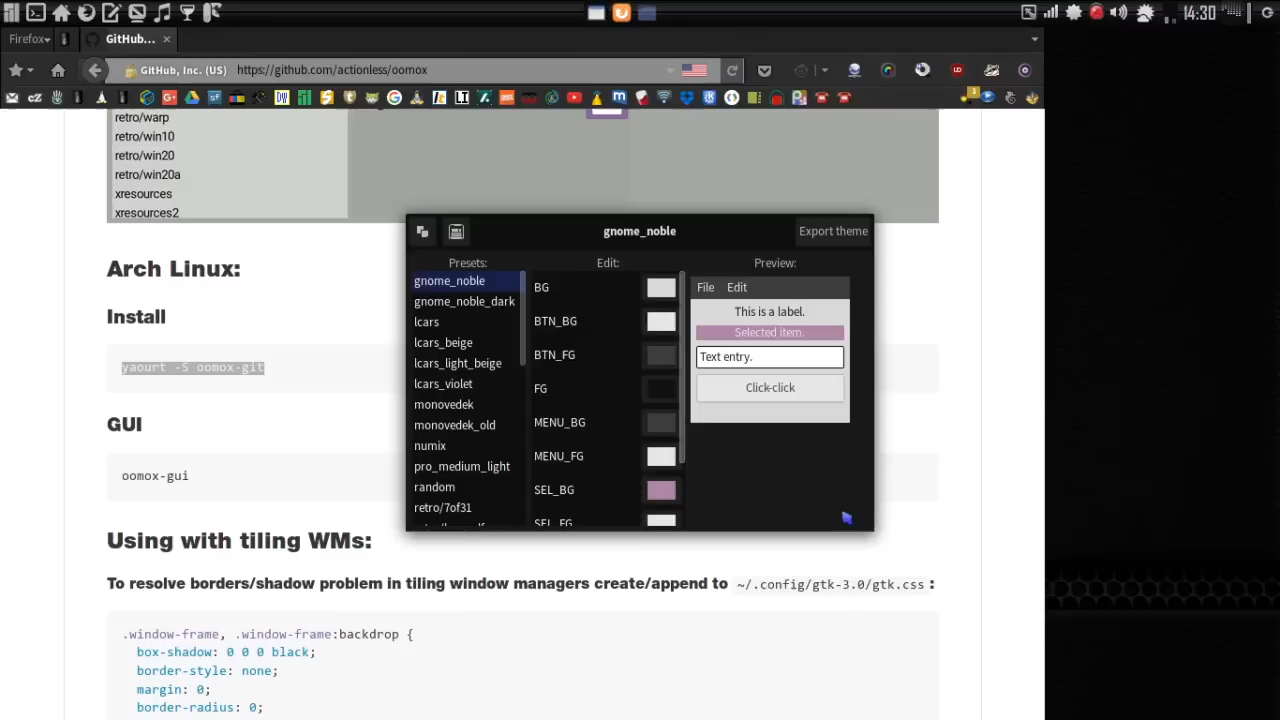 14:30
Firefox
GitHub...
GitHub, Inc. (US) https://github.com/actionless/oomox
retro/warp
retro/win10
retro/win20
retro/win20a
xresources
xresources2
Arch Linux:
Install
yaourt -S oomox-git
GUI
oomox-gui
Using with tiling WMs:
To resolve borders/shadow problem in tiling window managers create/append to ~/.config/gtk-3.0/gtk.css :
.window-frame, .window-frame:backdrop {
box-shadow: 0 0 0 black;
border-style: none;
margin: 0;
border-radius: 0;
gnome_noble
Export theme
Presets:
gnome_noble
gnome_noble_dark
lcars
lcars_beige
lcars_light_beige
lcars_violet
monovedek
monovedek_old
numix
pro_medium_light
random
retro/7of31
Edit:
BG
BTN_BG
BTN_FG
FG
MENU_BG
MENU_FG
SEL_BG
SEL_FG
Preview:
File Edit
This is a label.
Selected item.
Text entry.
Click-click